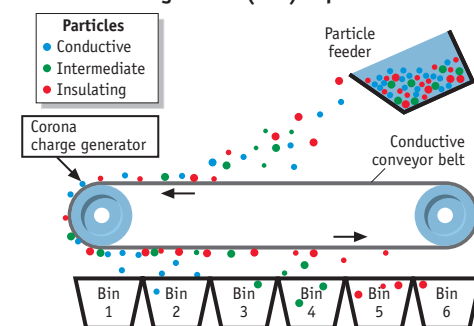 Particles
Conductive
Intermediate
Insulating
Particle
feeder
Corona
charge generator
Conductive
conveyor belt
Bin
1
Bin
2
Bin
3
Bin
4
Bin
5
Bin
6